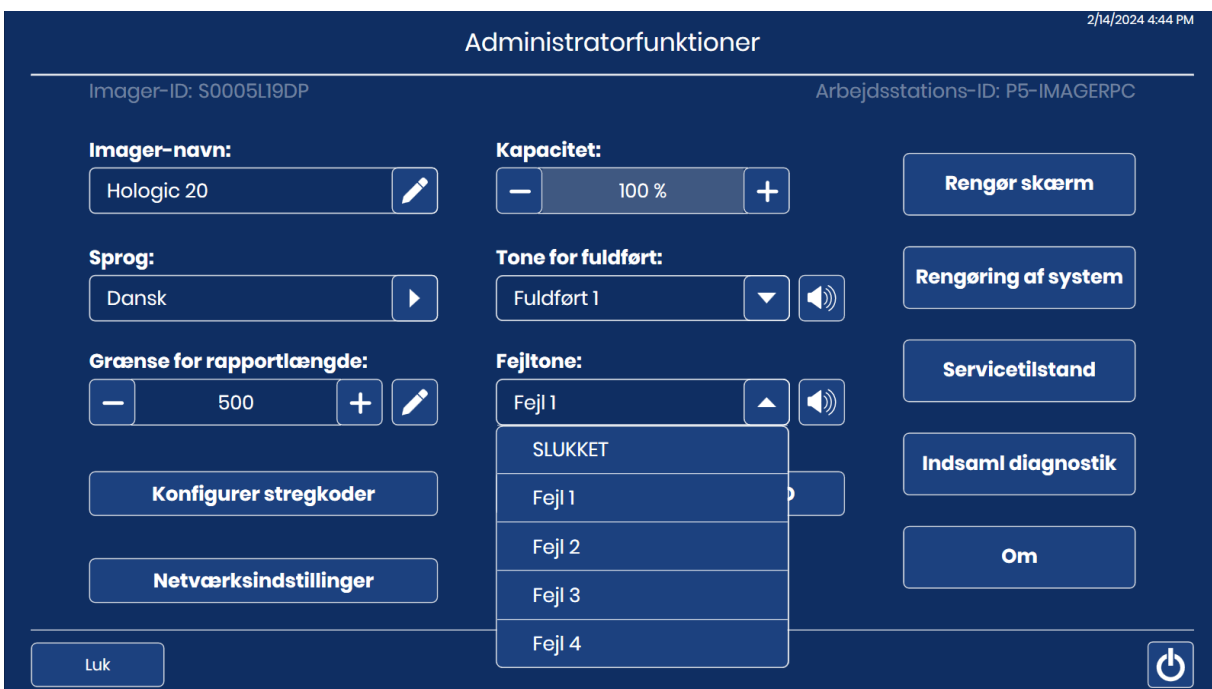 2/14/2024 4:44 PM
Administratorfunktioner
Imager-ID: S0005L19DP
Arbejdsstations-ID: P5-IMAGERPC
Imager-navn:
Hologic 20
Kapacitet:
100 %
Rengør skærm
Sprog:
Dansk
Tone for fuldført:
Fuldført 1
Rengøring af system
Grænse for rapportlængde:
500
Fejltone:
Fejl 1
Servicetilstand
SLUKKET
Fejl 1
Fejl 2
Fejl 3
Fejl 4
Indsaml diagnostik
Konfigurer stregkoder
Om
Netværksindstillinger
Luk